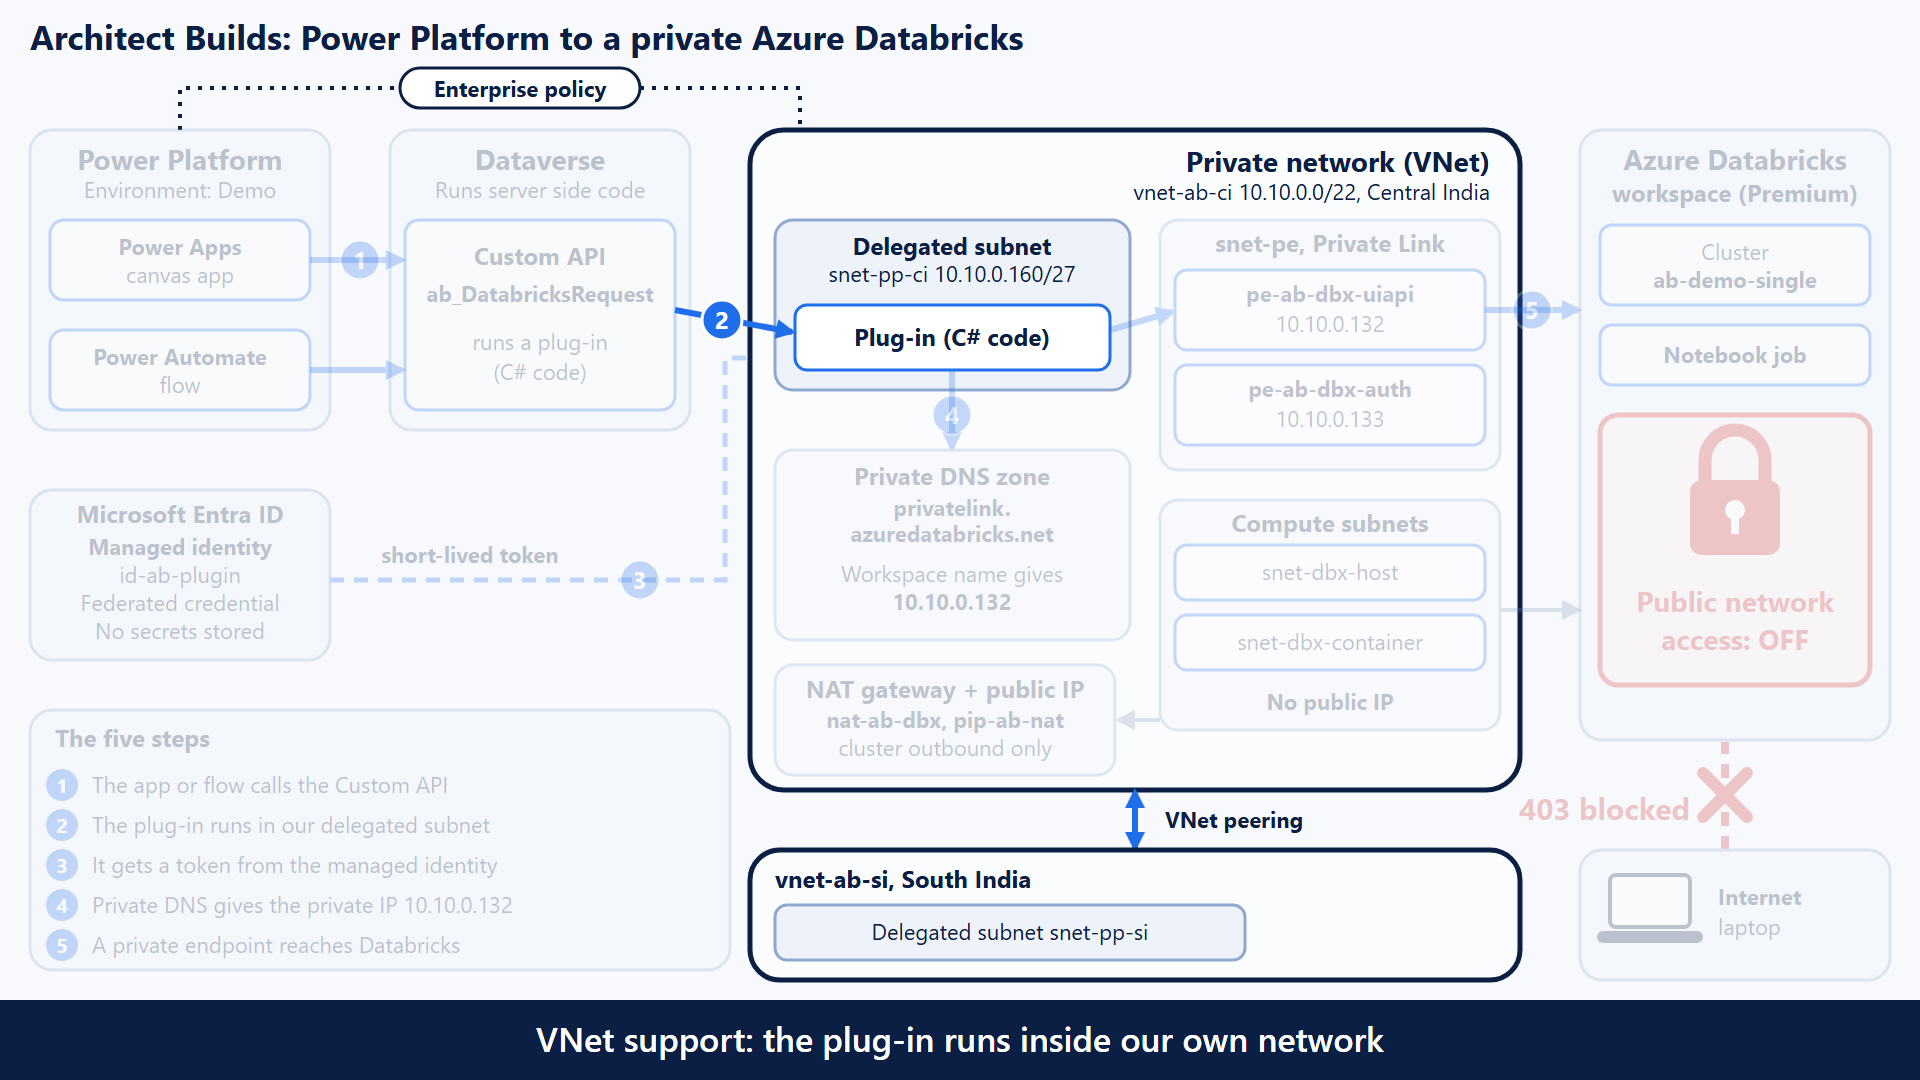 Architect Builds: Power Platform to a private Azure Databricks
Enterprise policy
Power Platform
Environment: Demo
Power Apps
canvas app
Power Automate
flow
1
Dataverse
Runs server side code
Custom API
ab_DatabricksRequest
runs a plug-in
(C# code)
2
Private network (VNet)
vnet-ab-ci 10.10.0.0/22, Central India
Delegated subnet
snet-pp-ci 10.10.0.160/27
Plug-in (C# code)
4
snet-pe, Private Link
pe-ab-dbx-uiapi
10.10.0.132
pe-ab-dbx-auth
10.10.0.133
5
Private DNS zone
privatelink.
azuredatabricks.net
Workspace name gives
10.10.0.132
Compute subnets
snet-dbx-host
snet-dbx-container
No public IP
NAT gateway + public IP
nat-ab-dbx, pip-ab-nat
cluster outbound only
Azure Databricks
workspace (Premium)
Cluster
ab-demo-single
Notebook job
Public network
access: OFF
Microsoft Entra ID
Managed identity
id-ab-plugin
Federated credential
No secrets stored
short-lived token
3
The five steps
1 The app or flow calls the Custom API
2 The plug-in runs in our delegated subnet
3 It gets a token from the managed identity
4 Private DNS gives the private IP 10.10.0.132
5 A private endpoint reaches Databricks
VNet peering
vnet-ab-si, South India
Delegated subnet snet-pp-si
403 blocked
Internet
laptop
VNet support: the plug-in runs inside our own network